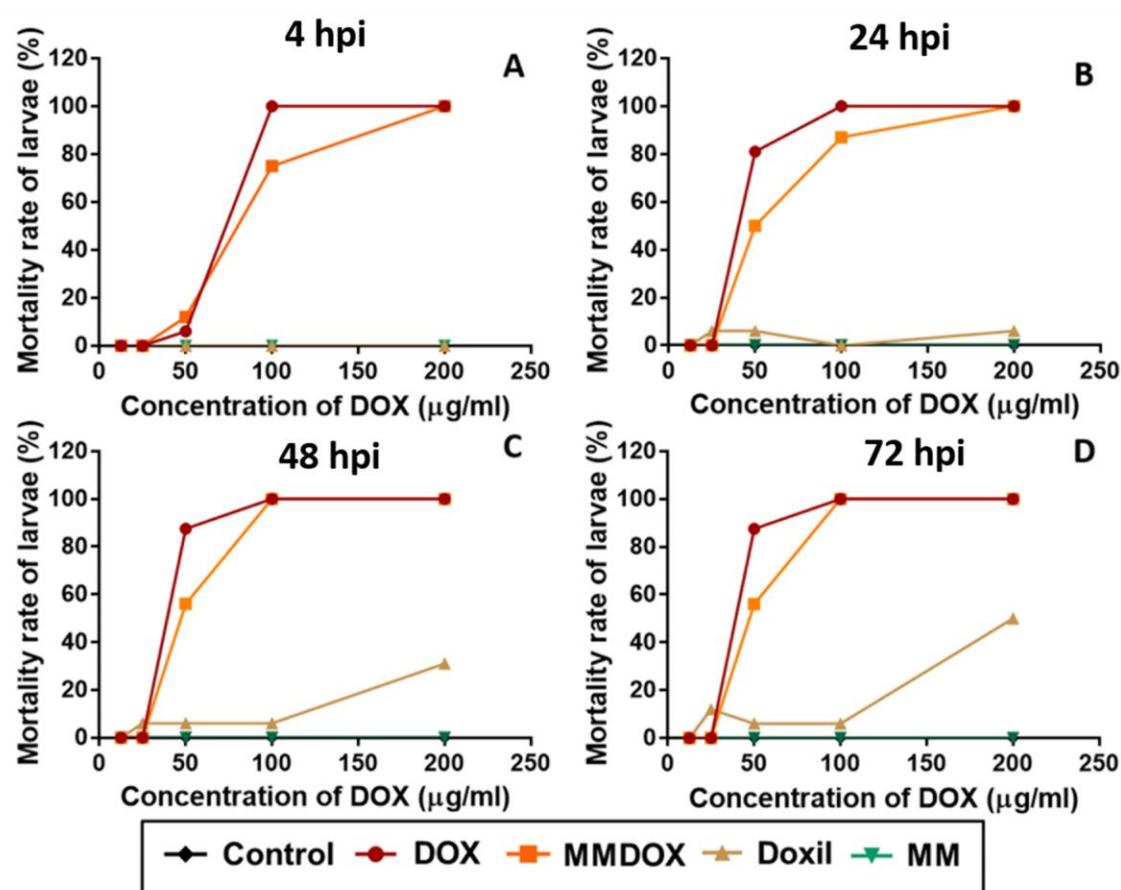 4 hpi
A
Mortality rate of larvae (%)
120
100
80
60
40
20
0
0 50 100 150 200 250
Concentration of DOX (μg/ml)
24 hpi
B
Mortality rate of larvae (%)
120
100
80
60
40
20
0
0 50 100 150 200 250
Concentration of DOX (μg/ml)
48 hpi
C
Mortality rate of larvae (%)
120
100
80
60
40
20
0
0 50 100 150 200 250
Concentration of DOX (μg/ml)
72 hpi
D
Mortality rate of larvae (%)
120
100
80
60
40
20
0
0 50 100 150 200 250
Concentration of DOX (μg/ml)
Control DOX MMDOX Doxil MM